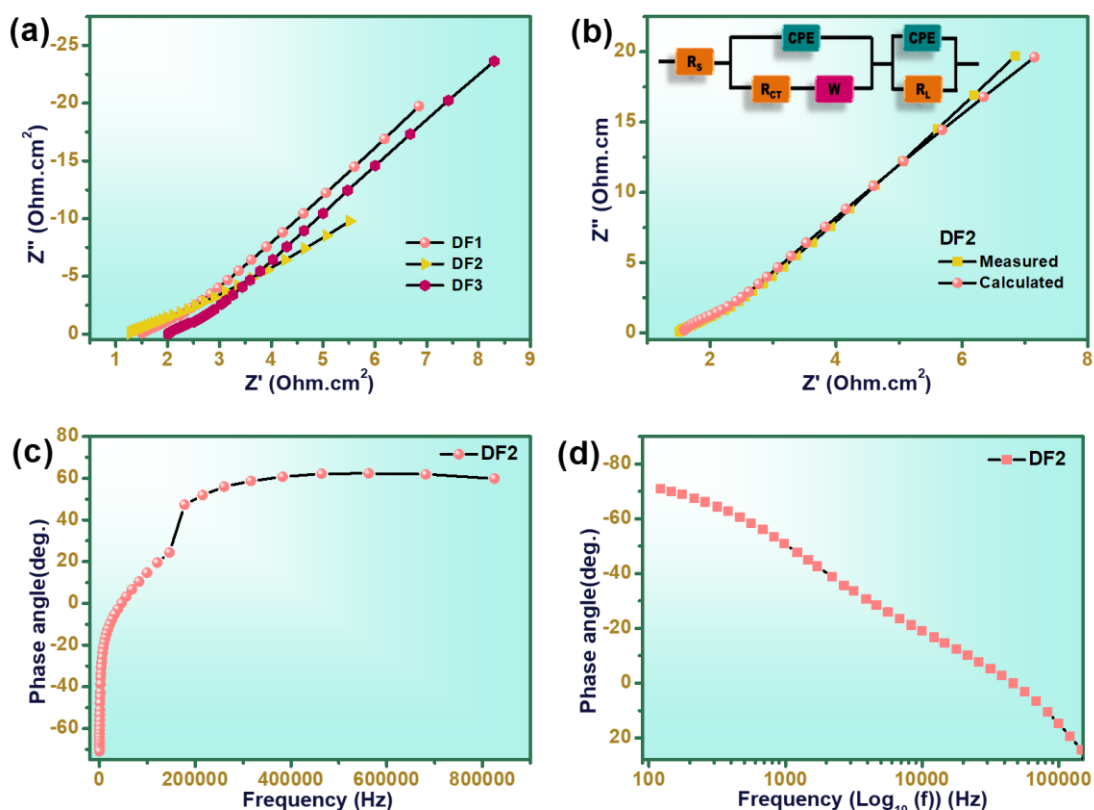 (a)
-25
-20
-15
-10
-5
0
Z'' (Ohm.cm²)
DF1
DF2
DF3
1 2 3 4 5 6 7 8 9
Z' (Ohm.cm²)
(b)
20
15
10
5
0
Z'' (Ohm.cm
CPE CPE
R_S
R_CT W R_L
DF2
Measured
Calculated
2 4 6 8
Z' (Ohm.cm²)
(c)
80
60
40
20
0
-20
-40
-60
Phase angle(deg.)
DF2
0 200000 400000 600000 800000
Frequency (Hz)
(d)
-80
-60
-40
-20
0
20
Phase angle(deg.)
DF2
100 1000 10000 100000
Frequency (Log₁₀ (f)) (Hz)